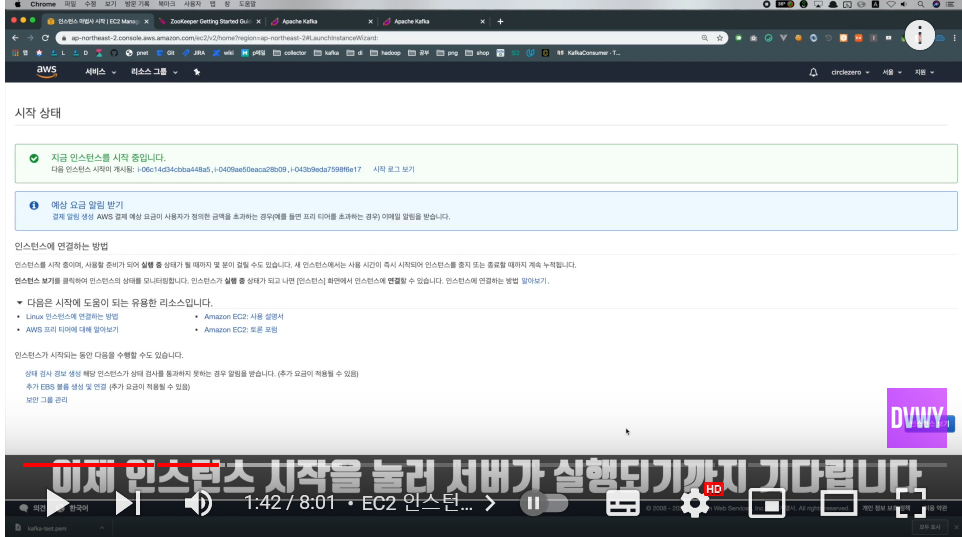 Chrome 파일 수정 보기 방문 기록 북마크 사용자 탭 창 도움말
인스턴스 마법사 시작 | EC2 Manag × ZooKeeper Getting Started Guid × Apache Kafka × Apache Kafka × +
ap-northeast-2.console.aws.amazon.com/ec2/v2/home?region=ap-northeast-2#LaunchInstanceWizard:
앱 L L D pnet Git JIRA wiki p메일 collector kafka di hadoop 공부 png shop KafkaConsumer - T...
aws 서비스 리소스 그룹 circlezero 서울 지원
시작 상태
지금 인스턴스를 시작 중입니다.
다음 인스턴스 시작이 개시됨: i-06c14d34cbba448a5, i-0409ae50eaca28b09, i-043b9eda7598f6e17 시작 로그 보기
예상 요금 알림 받기
결제 알림 생성 AWS 결제 예상 요금이 사용자가 정의한 금액을 초과하는 경우(예를 들면 프리 티어를 초과하는 경우) 이메일 알림을 받습니다.
인스턴스에 연결하는 방법
인스턴스를 시작 중이며, 사용할 준비가 되어 실행 중 상태가 될 때까지 몇 분이 걸릴 수도 있습니다. 새 인스턴스에서는 사용 시간이 즉시 시작되어 인스턴스를 중지 또는 종료할 때까지 계속 누적됩니다.
인스턴스 보기를 클릭하여 인스턴스의 상태를 모니터링합니다. 인스턴스가 실행 중 상태가 되고 나면 [인스턴스] 화면에서 인스턴스에 연결할 수 있습니다. 인스턴스에 연결하는 방법 알아보기.
▼ 다음은 시작에 도움이 되는 유용한 리소스입니다.
• Linux 인스턴스에 연결하는 방법 • Amazon EC2: 사용 설명서
• AWS 프리 티어에 대해 알아보기 • Amazon EC2: 토론 포럼
인스턴스가 시작되는 동안 다음을 수행할 수도 있습니다.
상태 검사 경보 생성 해당 인스턴스가 상태 검사를 통과하지 못하는 경우 알림을 받습니다. (추가 요금이 적용될 수 있음)
추가 EBS 볼륨 생성 및 연결 (추가 요금이 적용될 수 있음)
보안 그룹 관리
DVWY
이제 인스턴스 시작을 눌러 서버가 실행되기까지 기다립니다
1:42 / 8:01 • EC2 인스턴... HD
의견 한국어 © 2008 - 20 Web Services, Inc. All rights reserved. 개인 정보 보호 정책 이용 약관
kafka-test.pem 모두 표시